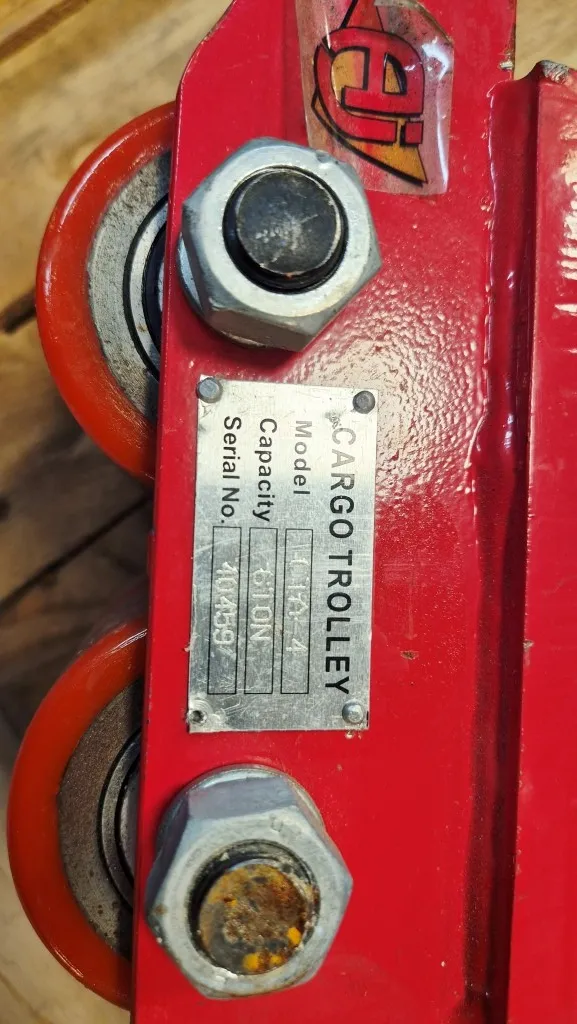 CARGO TROLLEY
Model
Capacity 6TON
Serial No. 10459